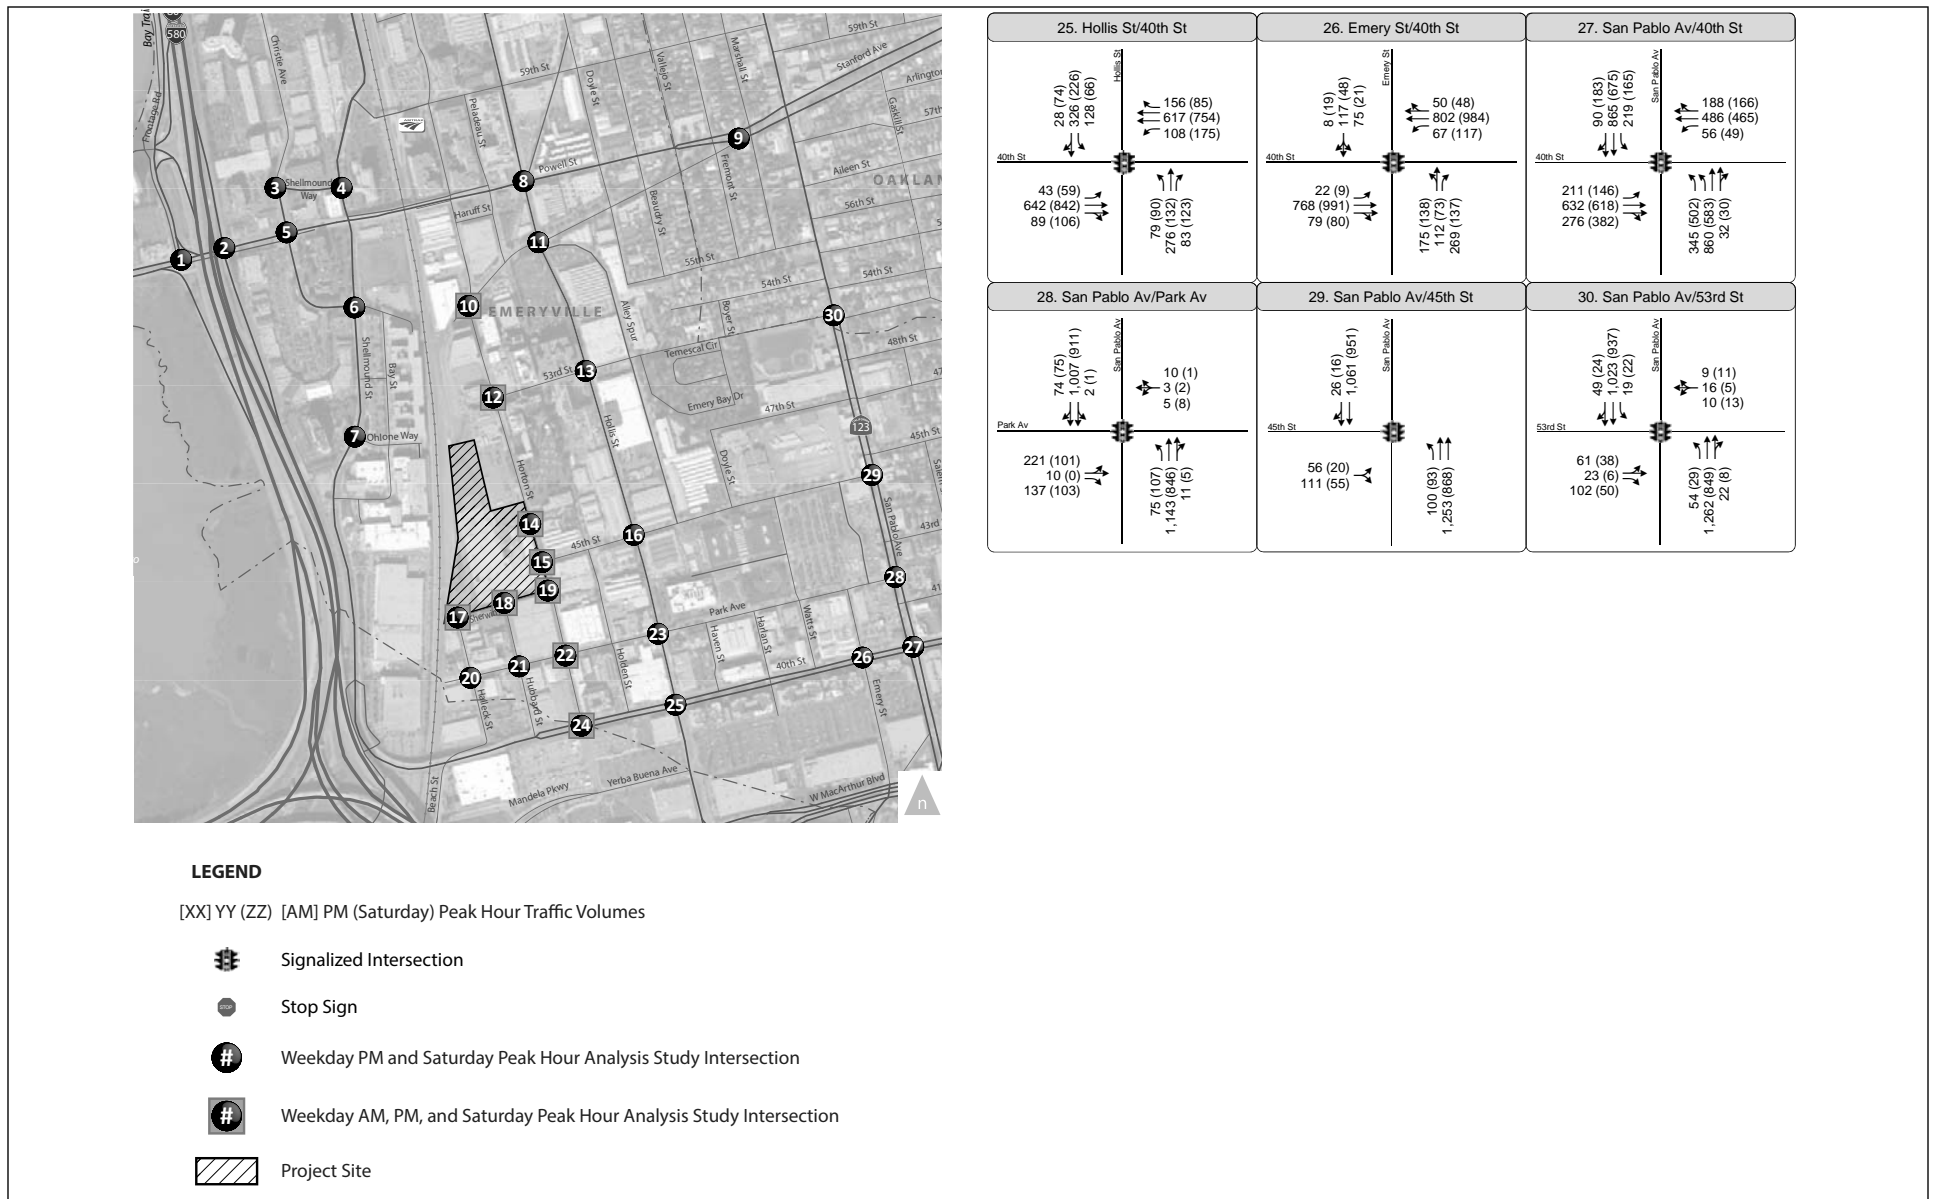 Bay Trail
580
Frontage Rd
Christie Ave
59th St
Peladeau St
Doyle St
Vallejo St
Marshall St
59th St
Stanford Ave
Arlington
57th
Gaskill St
AMTRAK
Powell St
Fremont St
Aileen St
OAKLAN
56th St
Shellmound
Way
Haruff St
Beaudry St
55th St
54th St
54th St
EMERYVILLE
Alley Spur
Boyer St
48th St
Temescal Cir
47
Shellmound St
Bay St
53rd St
Emery Bay Dr
47th St
123
45th St
Ohlone Way
Hollis St
Doyle St
Salem
Horton St
San Pablo Ave
43rd
45th St
41
Sherwin
Park Ave
Watts St
Harlan St
Haven St
40th St
Holden St
Hubbard St
Halleck St
Emery St
Beach St
Mandela Pkwy
Yerba Buena Ave
W MacArthur Blvd
n
1
2
3
4
5
6
7
8
9
10
11
12
13
14
15
16
17
18
19
20
21
22
23
24
25
26
27
28
29
30
25. Hollis St/40th St
28 (74)
326 (226)
128 (66)
Hollis St
156 (85)
617 (754)
108 (175)
40th St
43 (59)
642 (842)
89 (106)
79 (90)
276 (132)
83 (123)
26. Emery St/40th St
8 (19)
117 (48)
75 (21)
Emery St
50 (48)
802 (984)
67 (117)
40th St
22 (9)
768 (991)
79 (80)
175 (138)
112 (73)
269 (137)
27. San Pablo Av/40th St
90 (183)
865 (675)
219 (165)
San Pablo Av
188 (166)
486 (465)
56 (49)
40th St
211 (146)
632 (618)
276 (382)
345 (502)
860 (583)
32 (30)
28. San Pablo Av/Park Av
74 (75)
1,007 (911)
2 (1)
San Pablo Av
10 (1)
3 (2)
5 (8)
Park Av
221 (101)
10 (0)
137 (103)
75 (107)
1,143 (846)
11 (5)
29. San Pablo Av/45th St
26 (16)
1,061 (951)
San Pablo Av
45th St
56 (20)
111 (55)
100 (93)
1,253 (868)
30. San Pablo Av/53rd St
49 (24)
1,023 (937)
19 (22)
San Pablo Av
9 (11)
16 (5)
10 (13)
53rd St
61 (38)
23 (6)
102 (50)
54 (29)
1,262 (849)
22 (8)
LEGEND
[XX] YY (ZZ) [AM] PM (Saturday) Peak Hour Traffic Volumes
Signalized Intersection
STOP
Stop Sign
# Weekday PM and Saturday Peak Hour Analysis Study Intersection
# Weekday AM, PM, and Saturday Peak Hour Analysis Study Intersection
Project Site